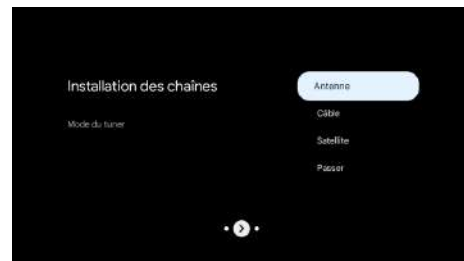 Installation des chaînes
Mode du tuner
Antenne
Câble
Satellite
Passer